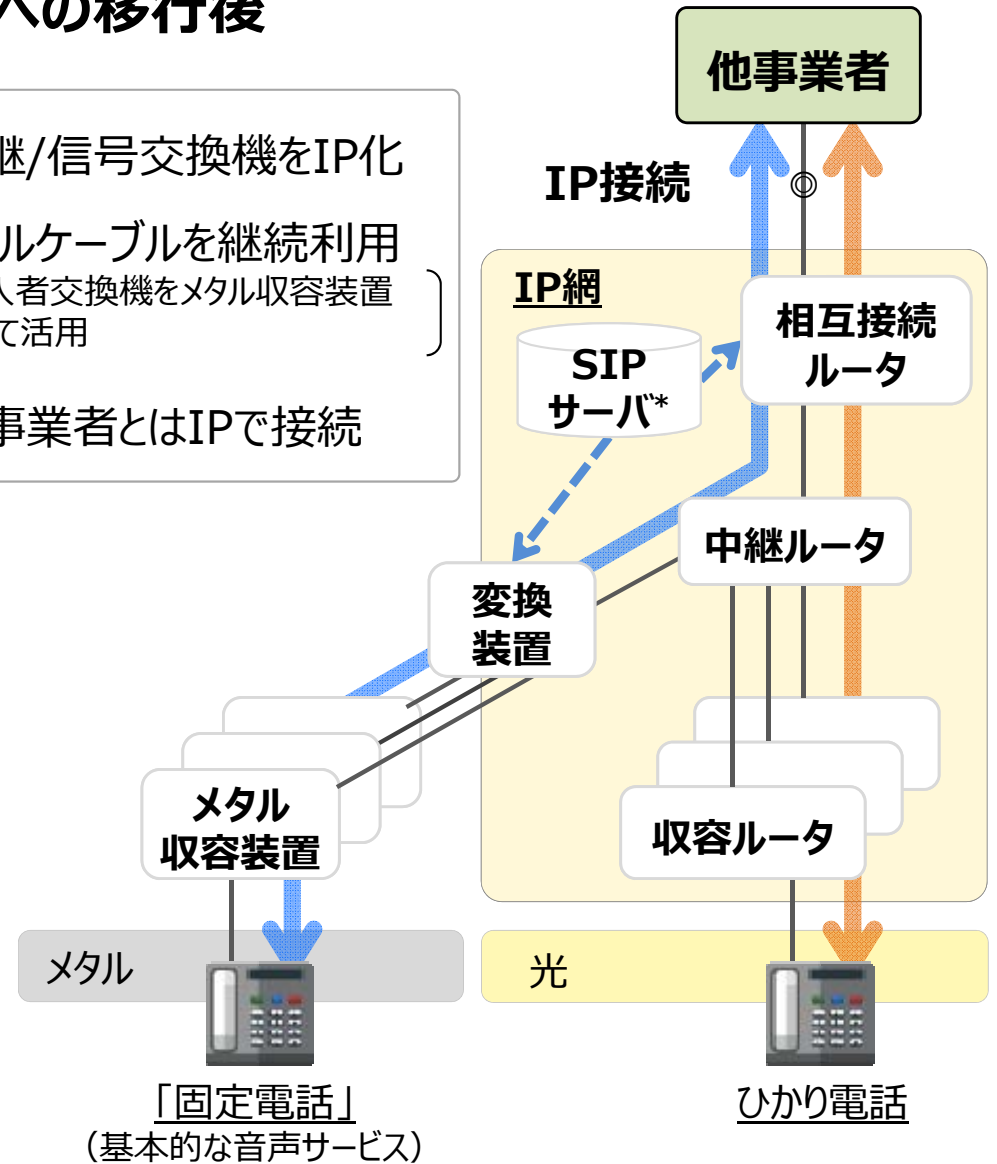 への移行後
継/信号交換機をIP化
ルケーブルを継続利用
人者交換機をメタル収容装置
て活用
事業者とはIPで接続
他事業者
IP接続
◎
IP網
SIP
サーバ*
相互接続
ルータ
中継ルータ
変換
装置
メタル
収容装置
収容ルータ
メタル
光
「固定電話」
（基本的な音声サービス）
ひかり電話